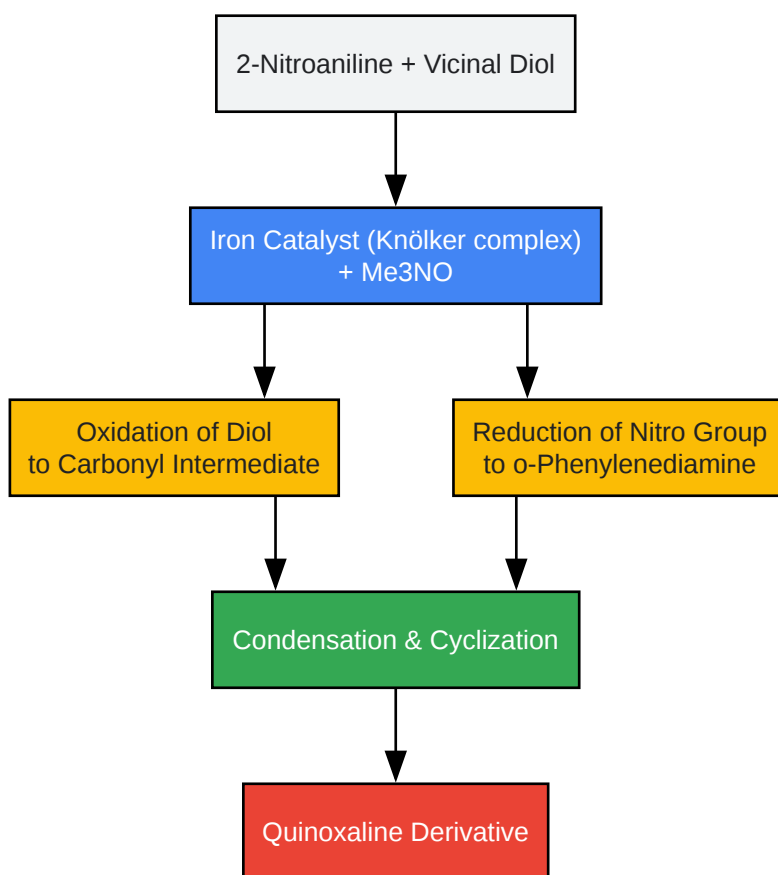 2-Nitroaniline + Vicinal Diol
Iron Catalyst (Knölker complex)
+ Me3NO
Oxidation of Diol
to Carbonyl Intermediate
Reduction of Nitro Group
to o-Phenylenediamine
Condensation & Cyclization
Quinoxaline Derivative